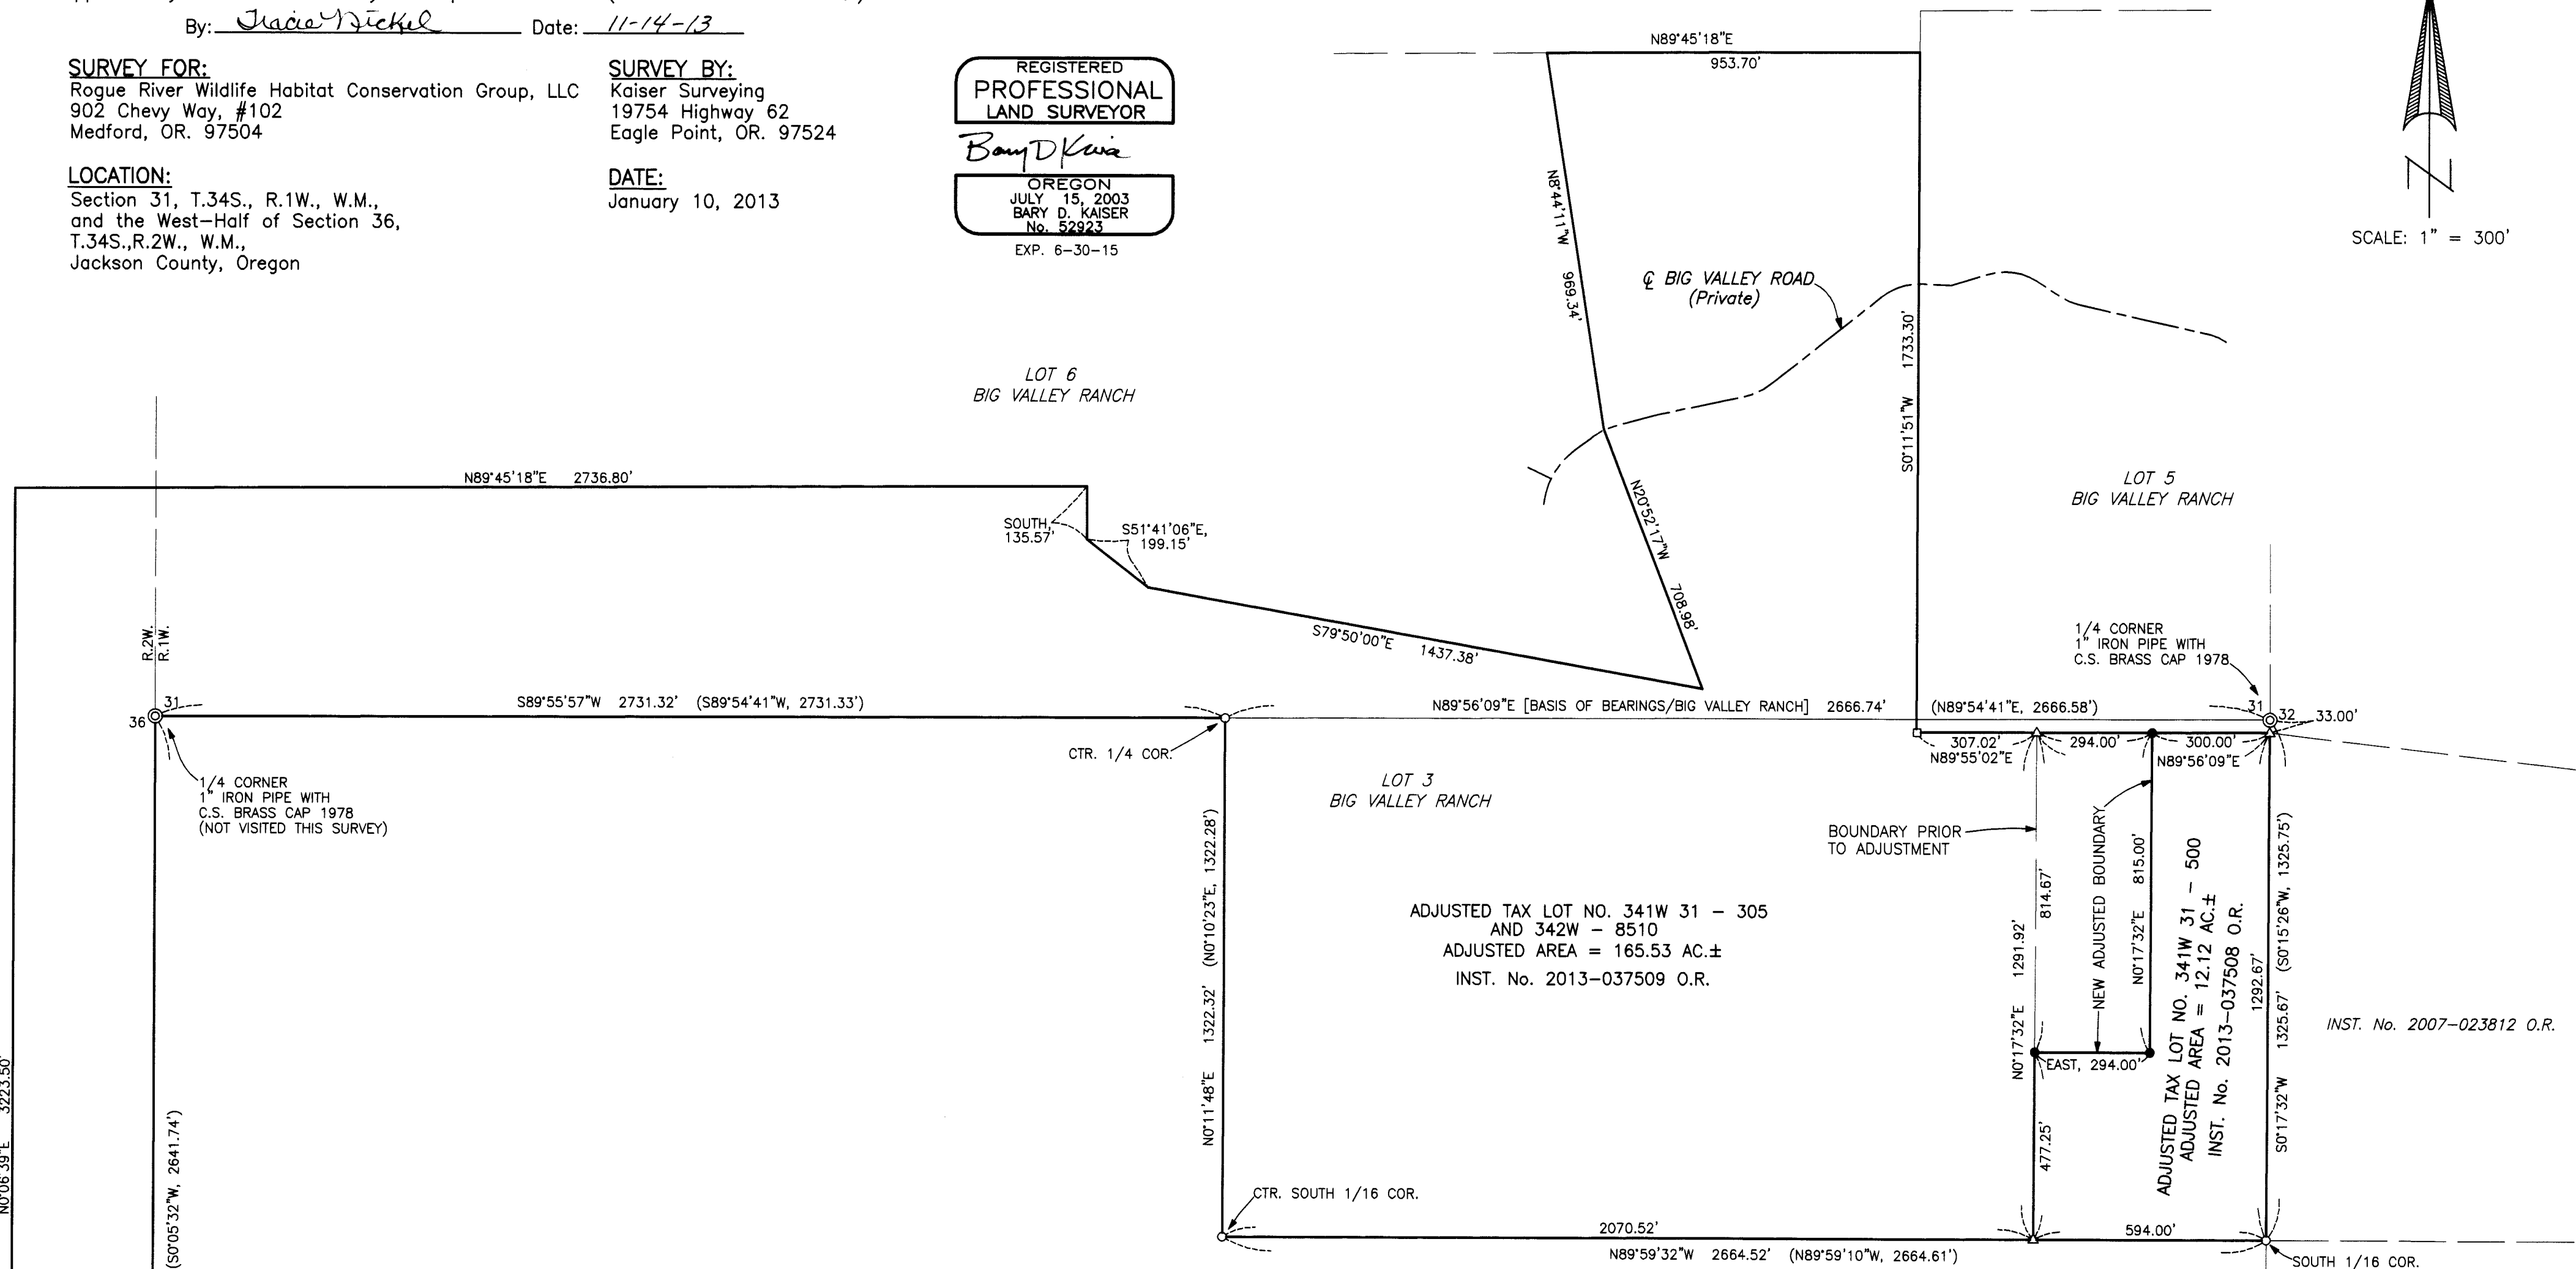 By: Tracie Nickel Date: 11-14-13
SURVEY FOR:
Rogue River Wildlife Habitat Conservation Group, LLC
902 Chevy Way, #102
Medford, OR. 97504
SURVEY BY:
Kaiser Surveying
19754 Highway 62
Eagle Point, OR. 97524
LOCATION:
Section 31, T.34S., R.1W., W.M.,
and the West-Half of Section 36,
T.34S.,R.2W., W.M.,
Jackson County, Oregon
DATE:
January 10, 2013
REGISTERED
PROFESSIONAL
LAND SURVEYOR
OREGON
JULY 15, 2003
BARY D. KAISER
No. 52923
EXP. 6-30-15
N
SCALE: 1" = 300'
N89°45'18"E
953.70'
N8°44'11"W 969.34'
℄ BIG VALLEY ROAD
(Private)
S0°11'51"W 1733.30'
LOT 6
BIG VALLEY RANCH
LOT 5
BIG VALLEY RANCH
N89°45'18"E 2736.80'
SOUTH,
135.57'
S51°41'06"E,
199.15'
N20°52'17"W 708.98'
S79°50'00"E 1437.38'
R.2W.
R.1W.
31
36
S89°55'57"W 2731.32' (S89°54'41"W, 2731.33')
1/4 CORNER
1" IRON PIPE WITH
C.S. BRASS CAP 1978
(NOT VISITED THIS SURVEY)
CTR. 1/4 COR.
N89°56'09"E [BASIS OF BEARINGS/BIG VALLEY RANCH] 2666.74' (N89°54'41"E, 2666.58')
1/4 CORNER
1" IRON PIPE WITH
C.S. BRASS CAP 1978
31
32
33.00'
307.02'
294.00'
300.00'
N89°55'02"E
N89°56'09"E
LOT 3
BIG VALLEY RANCH
BOUNDARY PRIOR
TO ADJUSTMENT
N0°11'48"E 1322.32' (N0°10'23"E, 1322.28')
ADJUSTED TAX LOT NO. 341W 31 - 305
AND 342W - 8510
ADJUSTED AREA = 165.53 AC.±
INST. No. 2013-037509 O.R.
N0°17'32"E 1291.92'
814.67'
NEW ADJUSTED BOUNDARY
N0°17'32"E 815.00'
EAST, 294.00'
477.25'
ADJUSTED TAX LOT NO. 341W 31 - 500
ADJUSTED AREA = 12.12 AC.±
INST. No. 2013-037508 O.R.
1292.67'
S0°17'32"W 1325.67' (S0°15'26"W, 1325.75')
INST. No. 2007-023812 O.R.
N0°06'39"E 3223.50'
(S0°05'32"W, 2641.74')
CTR. SOUTH 1/16 COR.
2070.52'
594.00'
N89°59'32"W 2664.52' (N89°59'10"W, 2664.61')
SOUTH 1/16 COR.